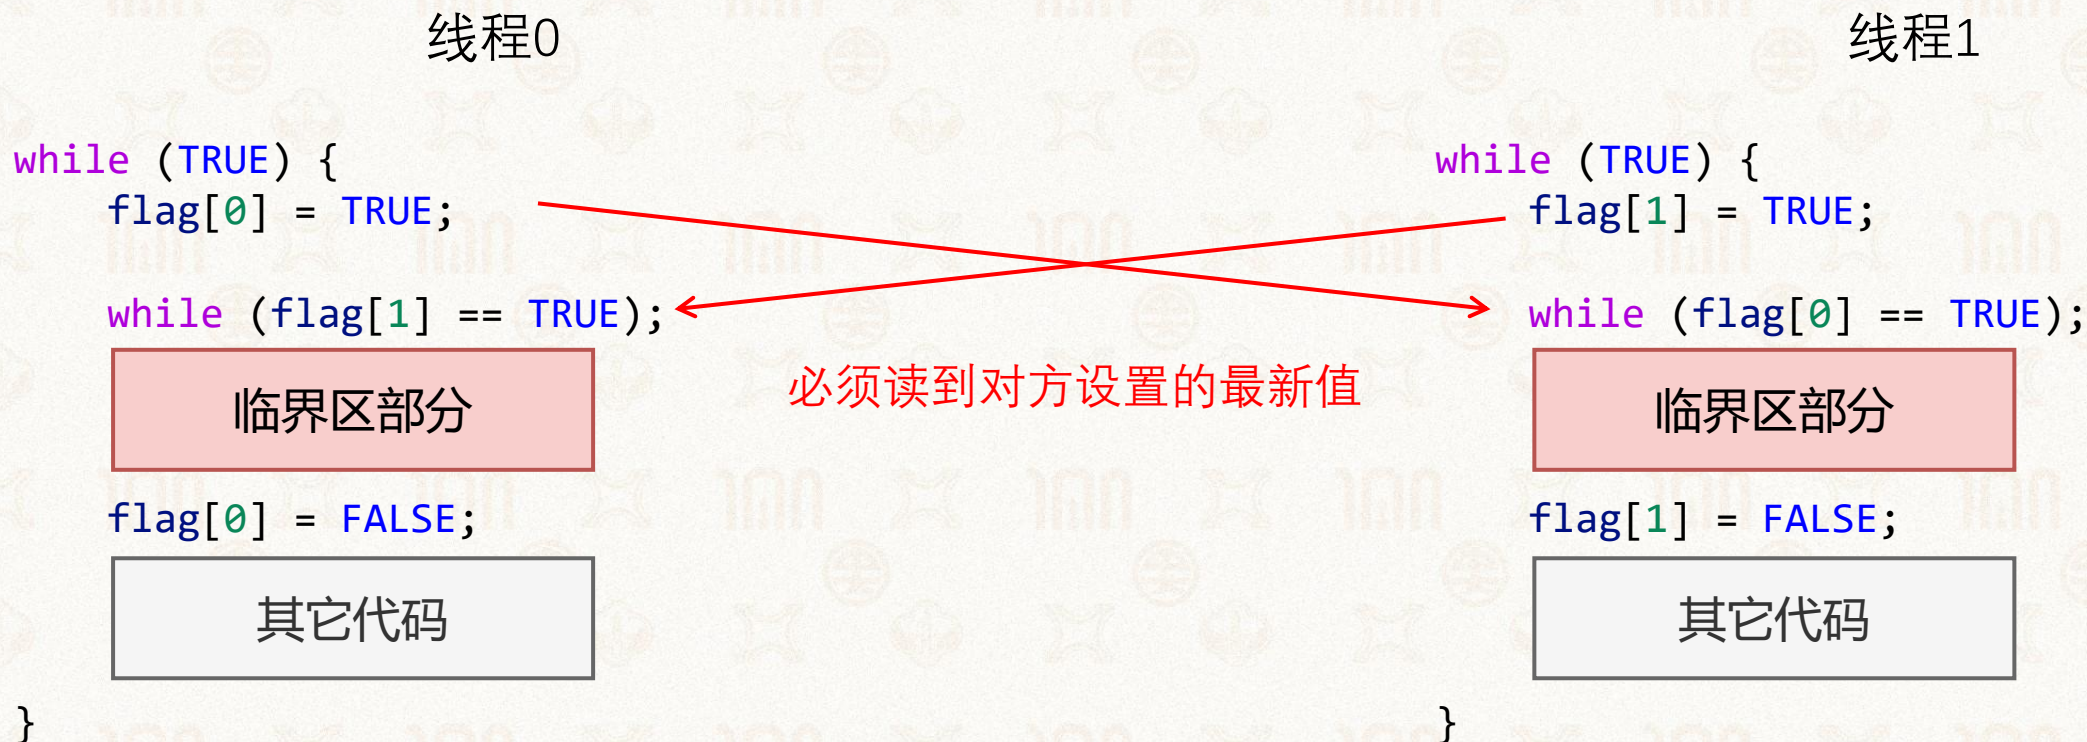 线程0
while (TRUE) {
flag[0] = TRUE;
while (flag[1] == TRUE);
临界区部分
flag[0] = FALSE;
其它代码
}
必须读到对方设置的最新值
线程1
while (TRUE) {
flag[1] = TRUE;
while (flag[0] == TRUE);
临界区部分
flag[1] = FALSE;
其它代码
}